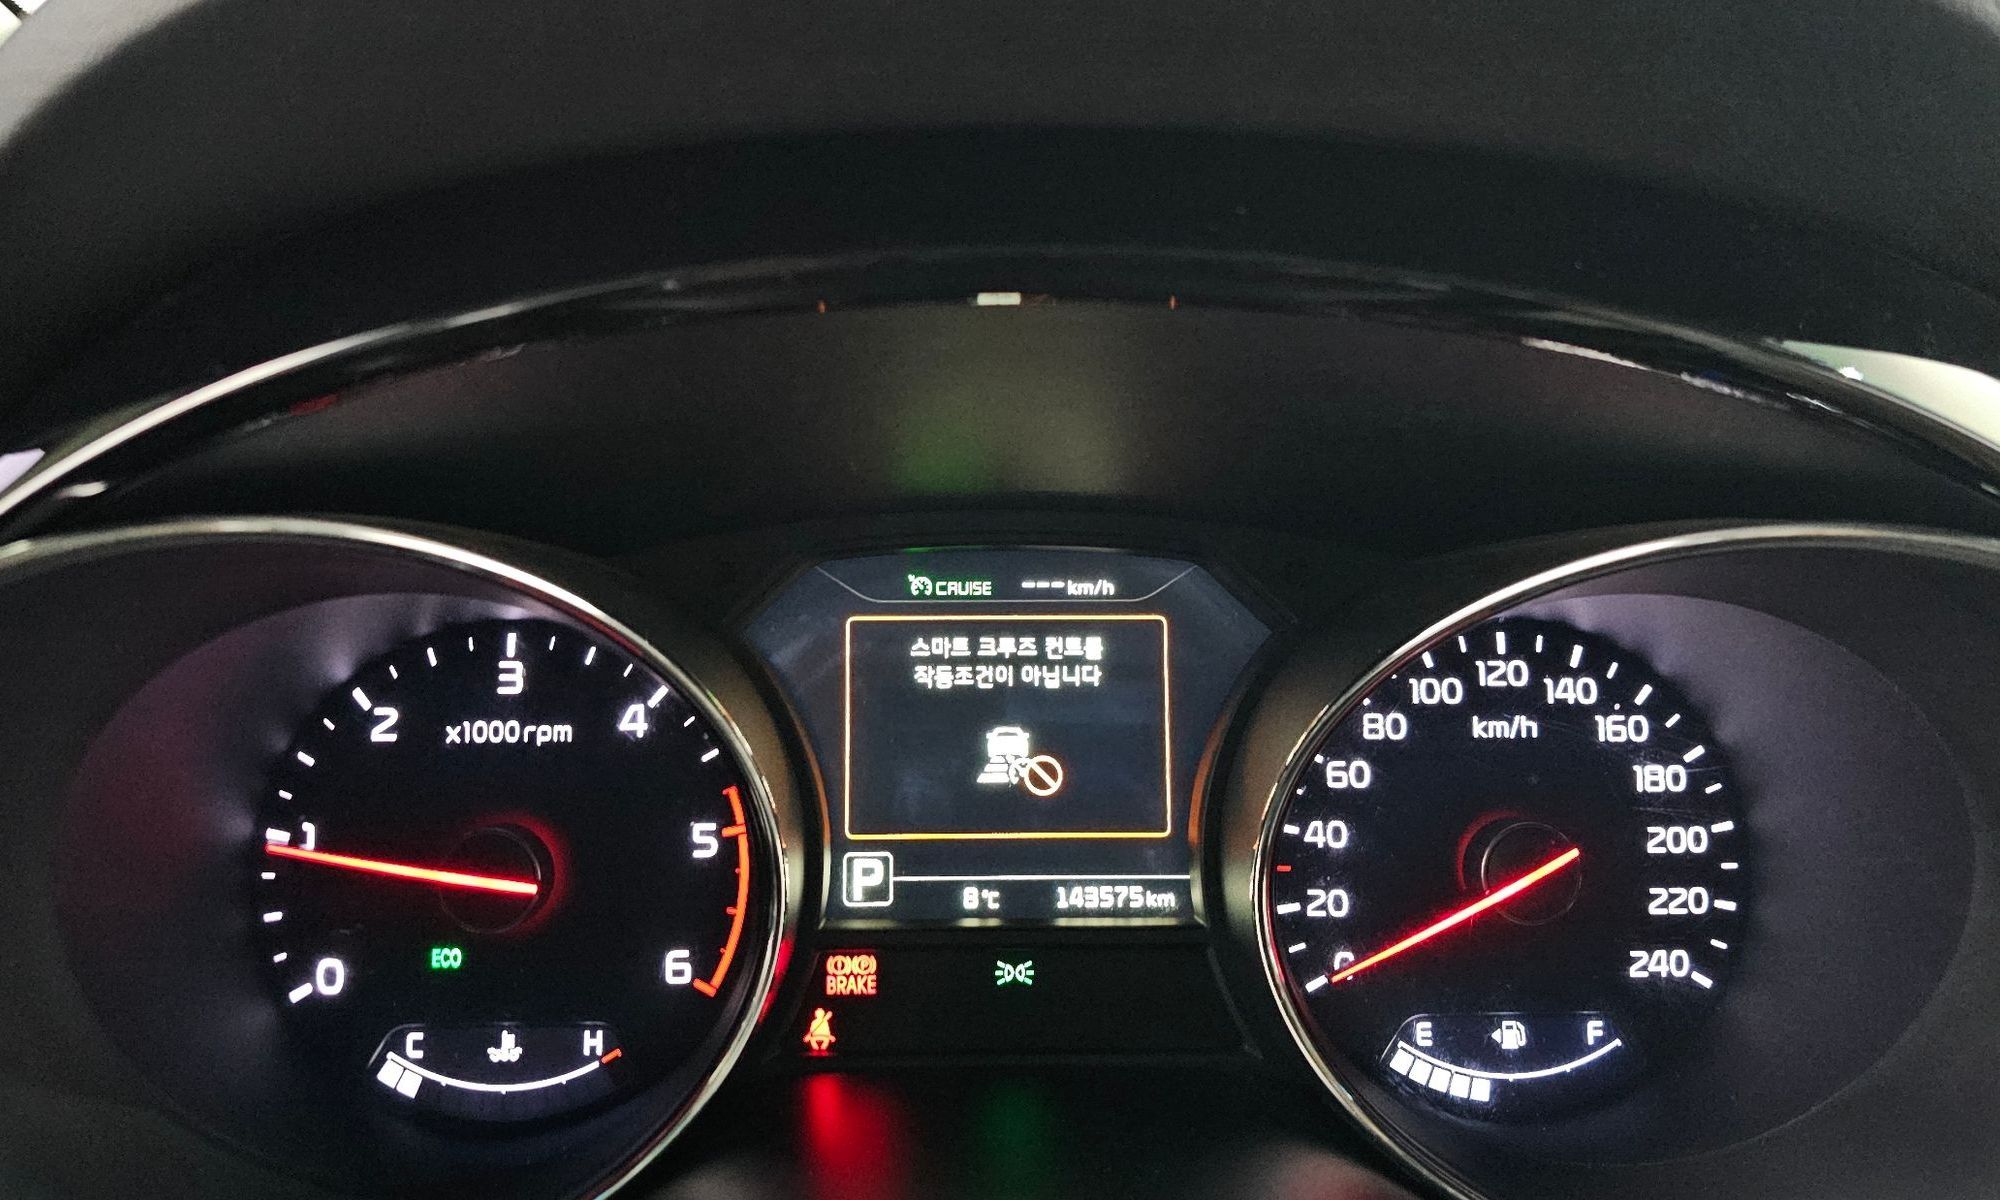 CRUISE ---km/h
스마트 크루즈 컨트롤
작동조건이 아닙니다
P 8℃ 143575km
BRAKE
0 1 2 3 4 5 6
x1000rpm
ECO
C H
0 20 40 60 80 100 120 140 160 180 200 220 240
km/h
E F